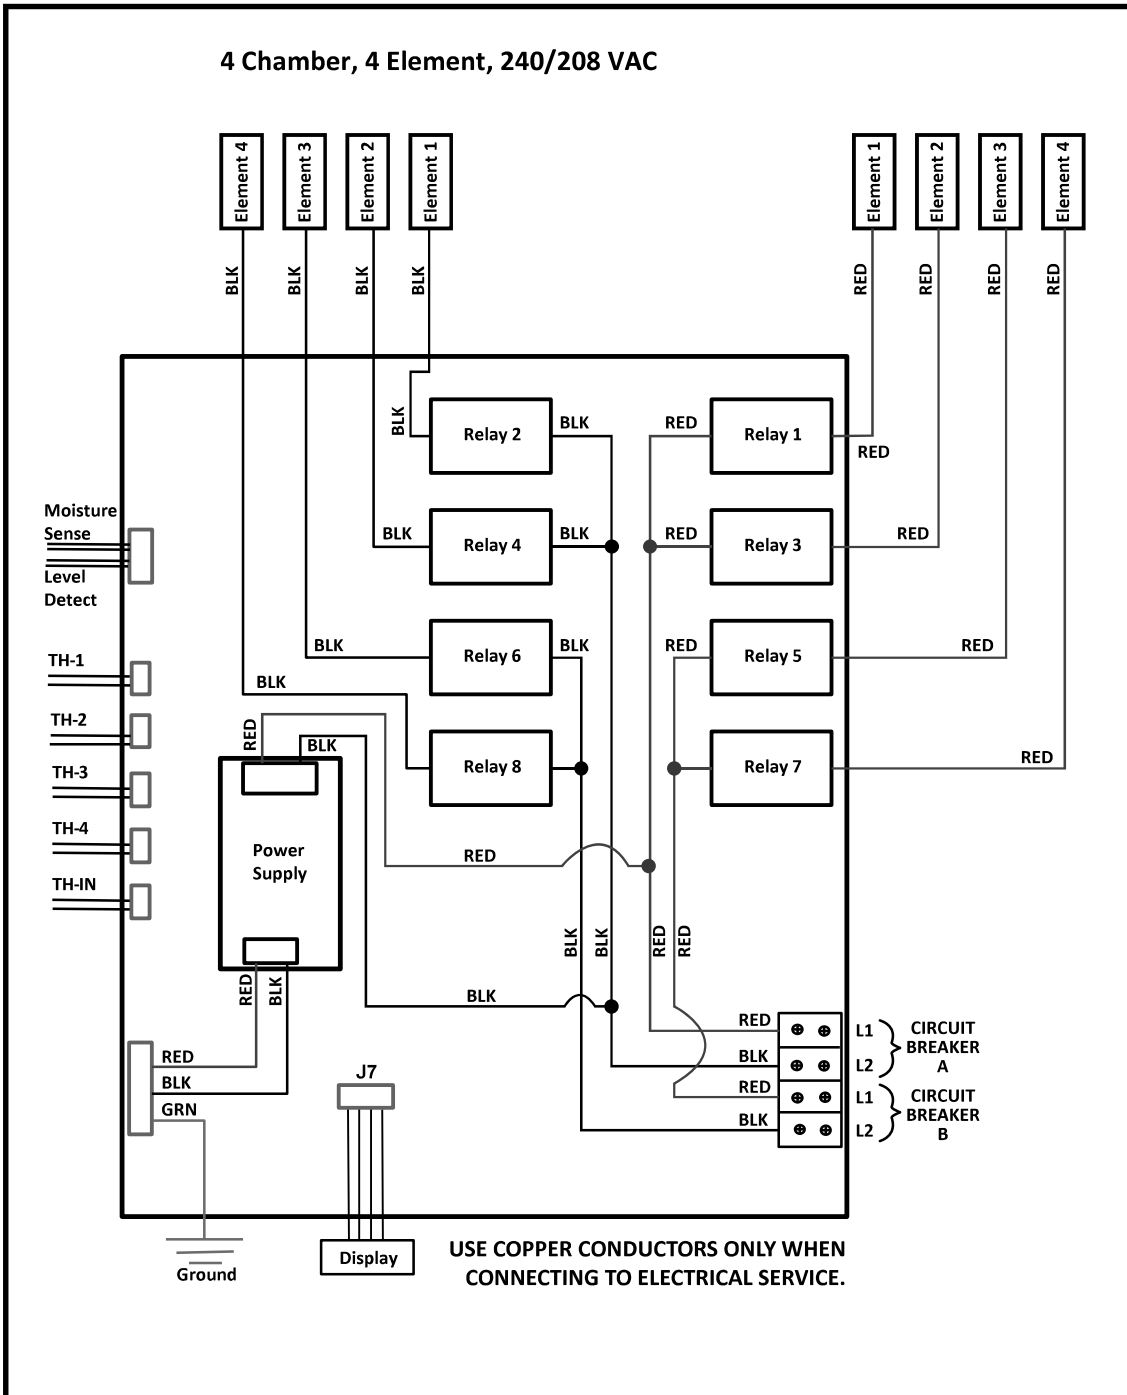 4 Chamber, 4 Element, 240/208 VAC
Element 4
Element 3
Element 2
Element 1
Element 1
Element 2
Element 3
Element 4
BLK
BLK
BLK
BLK
RED
RED
RED
RED
BLK
Relay 2
BLK
RED
Relay 1
RED
Moisture
Sense
Level
Detect
BLK
Relay 4
BLK
RED
Relay 3
RED
TH-1
BLK
Relay 6
BLK
RED
Relay 5
RED
BLK
TH-2
RED
BLK
Relay 8
Relay 7
RED
TH-3
TH-4
TH-IN
Power
Supply
RED
BLK
BLK
RED
RED
RED
BLK
BLK
RED
BLK
GRN
J7
RED
BLK
RED
BLK
L1
L2
L1
L2
CIRCUIT
BREAKER
A
CIRCUIT
BREAKER
B
Ground
Display
USE COPPER CONDUCTORS ONLY WHEN
CONNECTING TO ELECTRICAL SERVICE.